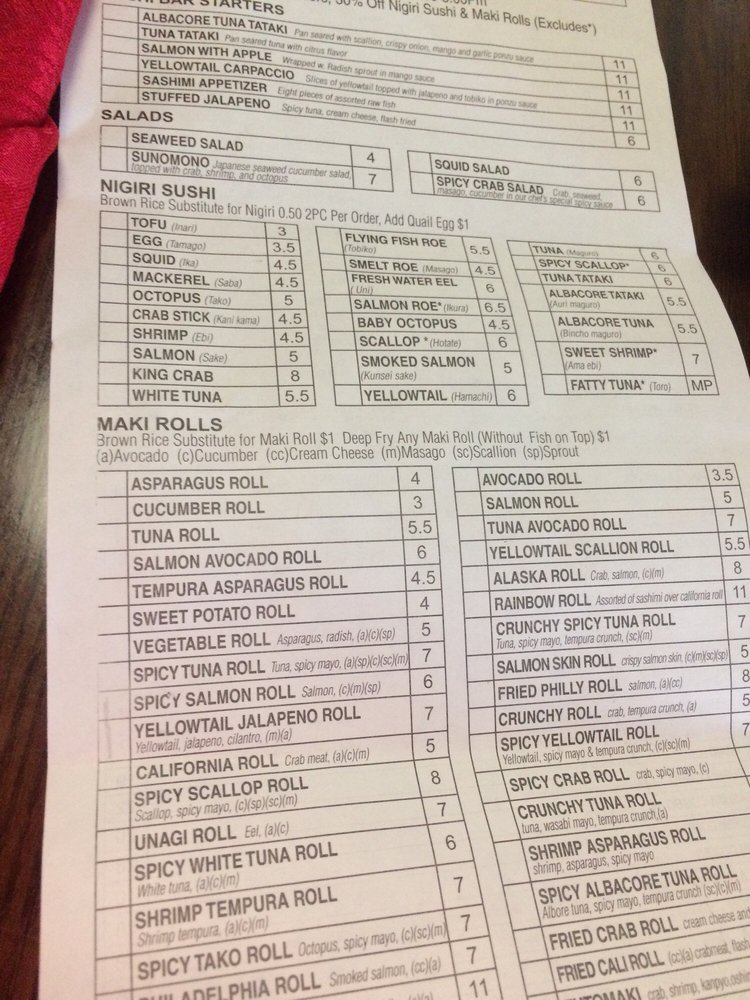 50% Off Nigiri Sushi & Maki Rolls (Excludes*)
BAR STARTERS
ALBACORE TUNA TATAKI Pan seared with scallion, crispy onion, mango and garlic ponzu sauce 11
TUNA TATAKI Pan seared tuna with citrus flavor 11
SALMON WITH APPLE Wrapped w. Radish sprout in mango sauce 11
YELLOWTAIL CARPACCIO Slices of yellowtail topped with jalapeno and tobiko in ponzu sauce 11
SASHIMI APPETIZER Eight pieces of assorted raw fish 11
STUFFED JALAPENO Spicy tuna, cream cheese, flash fried 6
SALADS
SEAWEED SALAD 4
SUNOMONO Japanese seaweed cucumber salad,
topped with crab, shrimp, and octopus 7
SQUID SALAD 6
SPICY CRAB SALAD Crab, seaweed,
masago, cucumber in our chef's special spicy sauce 6
NIGIRI SUSHI
Brown Rice Substitute for Nigiri 0.50 2PC Per Order, Add Quail Egg $1
TOFU (Inari) 3
EGG (Tamago) 3.5
SQUID (Ika) 4.5
MACKEREL (Saba) 4.5
OCTOPUS (Tako) 5
CRAB STICK (Kani kama) 4.5
SHRIMP (Ebi) 4.5
SALMON (Sake) 5
KING CRAB 8
WHITE TUNA 5.5
FLYING FISH ROE
(Tobiko) 5.5
SMELT ROE (Masago) 4.5
FRESH WATER EEL
(Uni) 6
SALMON ROE* (Ikura) 6.5
BABY OCTOPUS 4.5
SCALLOP * (Hotate) 6
SMOKED SALMON
(Kunsei sake) 5
YELLOWTAIL (Hamachi) 6
TUNA (Maguro) 6
SPICY SCALLOP* 6
TUNA TATAKI 6
ALBACORE TATAKI
(Auri maguro) 5.5
ALBACORE TUNA
(Bincho maguro) 5.5
SWEET SHRIMP*
(Ama ebi) 7
FATTY TUNA* (Toro) MP
MAKI ROLLS
Brown Rice Substitute for Maki Roll $1 Deep Fry Any Maki Roll (Without Fish on Top) $1
(a)Avocado (c)Cucumber (cc)Cream Cheese (m)Masago (sc)Scallion (sp)Sprout
ASPARAGUS ROLL 4
CUCUMBER ROLL 3
TUNA ROLL 5.5
SALMON AVOCADO ROLL 6
TEMPURA ASPARAGUS ROLL 4.5
SWEET POTATO ROLL 4
VEGETABLE ROLL Asparagus, radish, (a)(c)(sp) 5
SPICY TUNA ROLL Tuna, spicy mayo, (a)(sp)(c)(sc)(m) 7
SPICY SALMON ROLL Salmon, (c)(m)(sp) 6
YELLOWTAIL JALAPENO ROLL
Yellowtail, jalapeno, cilantro, (m)(a) 7
CALIFORNIA ROLL Crab meat, (a)(c)(m) 5
SPICY SCALLOP ROLL
Scallop, spicy mayo, (c)(sp)(sc)(m) 8
UNAGI ROLL Eel, (a)(c) 7
SPICY WHITE TUNA ROLL
White tuna, (a)(c)(m) 6
SHRIMP TEMPURA ROLL
Shrimp tempura, (a)(c)(m) 7
SPICY TAKO ROLL Octopus, spicy mayo, (c)(sc)(m) 7
PHILADELPHIA ROLL Smoked salmon, (cc)(a) 7
11
AVOCADO ROLL 3.5
SALMON ROLL 5
TUNA AVOCADO ROLL 7
YELLOWTAIL SCALLION ROLL 5.5
ALASKA ROLL Crab, salmon, (c)(m) 8
RAINBOW ROLL Assorted of sashimi over california roll 11
CRUNCHY SPICY TUNA ROLL
Tuna, spicy mayo, tempura crunch, (sc)(m) 7
SALMON SKIN ROLL crispy salmon skin, (c)(m)(sc)(sp) 5
FRIED PHILLY ROLL salmon, (a)(cc) 8
CRUNCHY ROLL crab, tempura crunch, (a) 5
SPICY YELLOWTAIL ROLL
Yellowtail, spicy mayo & tempura crunch, (c)(sc)(m) 7
SPICY CRAB ROLL crab, spicy mayo, (c)
CRUNCHY TUNA ROLL
tuna, wasabi mayo, tempura crunch,(a)
SHRIMP ASPARAGUS ROLL
shrimp, asparagus, spicy mayo
SPICY ALBACORE TUNA ROLL
Albore tuna, spicy mayo, tempura crunch (sc)(c)(m)
FRIED CRAB ROLL cream cheese and
FRIED CALI ROLL (cc)(a) crabmeat, flash
crab, shrimp, kanpyo,oshi